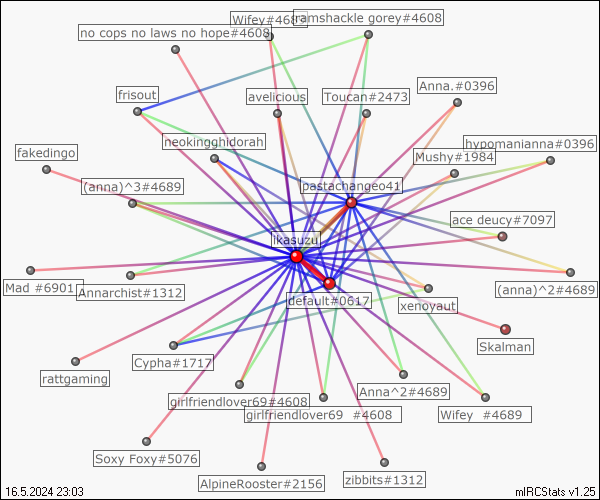 Wifey#4689
ramshackle gorey#4608
no cops no laws no hope#4608
Anna.#0396
frisout
avelicious
Toucan#2473
neokingghidorah
hypomanianna#0396
fakedingo
Mushy#1984
(anna)^3#4689
pastachangeo41
ace deucy#7097
ikasuzu
Mad #6901
Annarchist#1312
default#0617
(anna)^2#4689
xenovaut
Skalman
Cypha#1717
rattgaming
Anna^2#4689
girlfriendlover69#4608
girlfriendlover69 #4608
Wifey #4689
Soxy Foxy#5076
AlpineRooster#2156
zibbits#1312
16.5.2024 23:03
mIRCStats v1.25